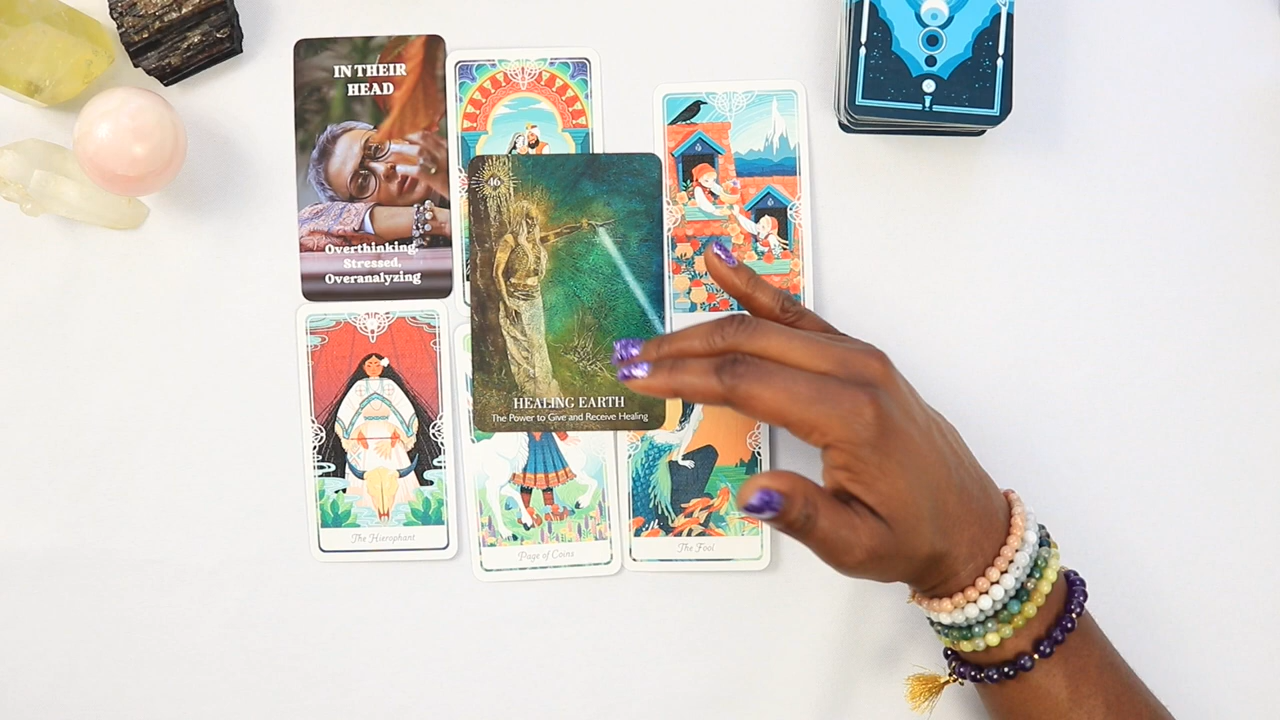 IN THEIR
HEAD
Overthinking.
Stressed.
Overanalyzing
46
HEALING EARTH
The Power to Give and Receive Healing
The Hierophant
Page of Coins
The Fool